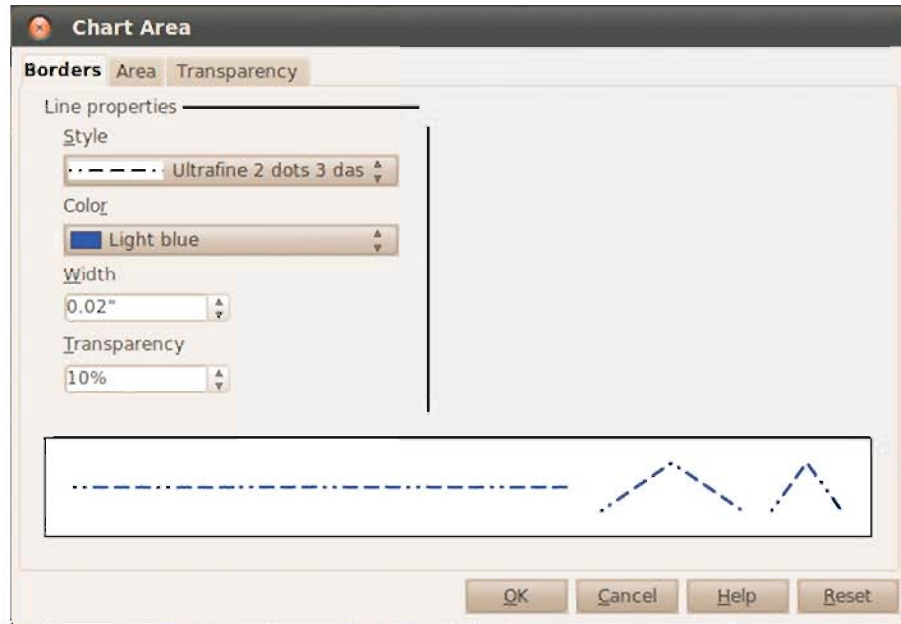 Chart Area
Borders Area Transparency
Line properties
Style
Ultrafine 2 dots 3 das
Color
Light blue
Width
0.02"
Transparency
10%
OK Cancel Help Reset